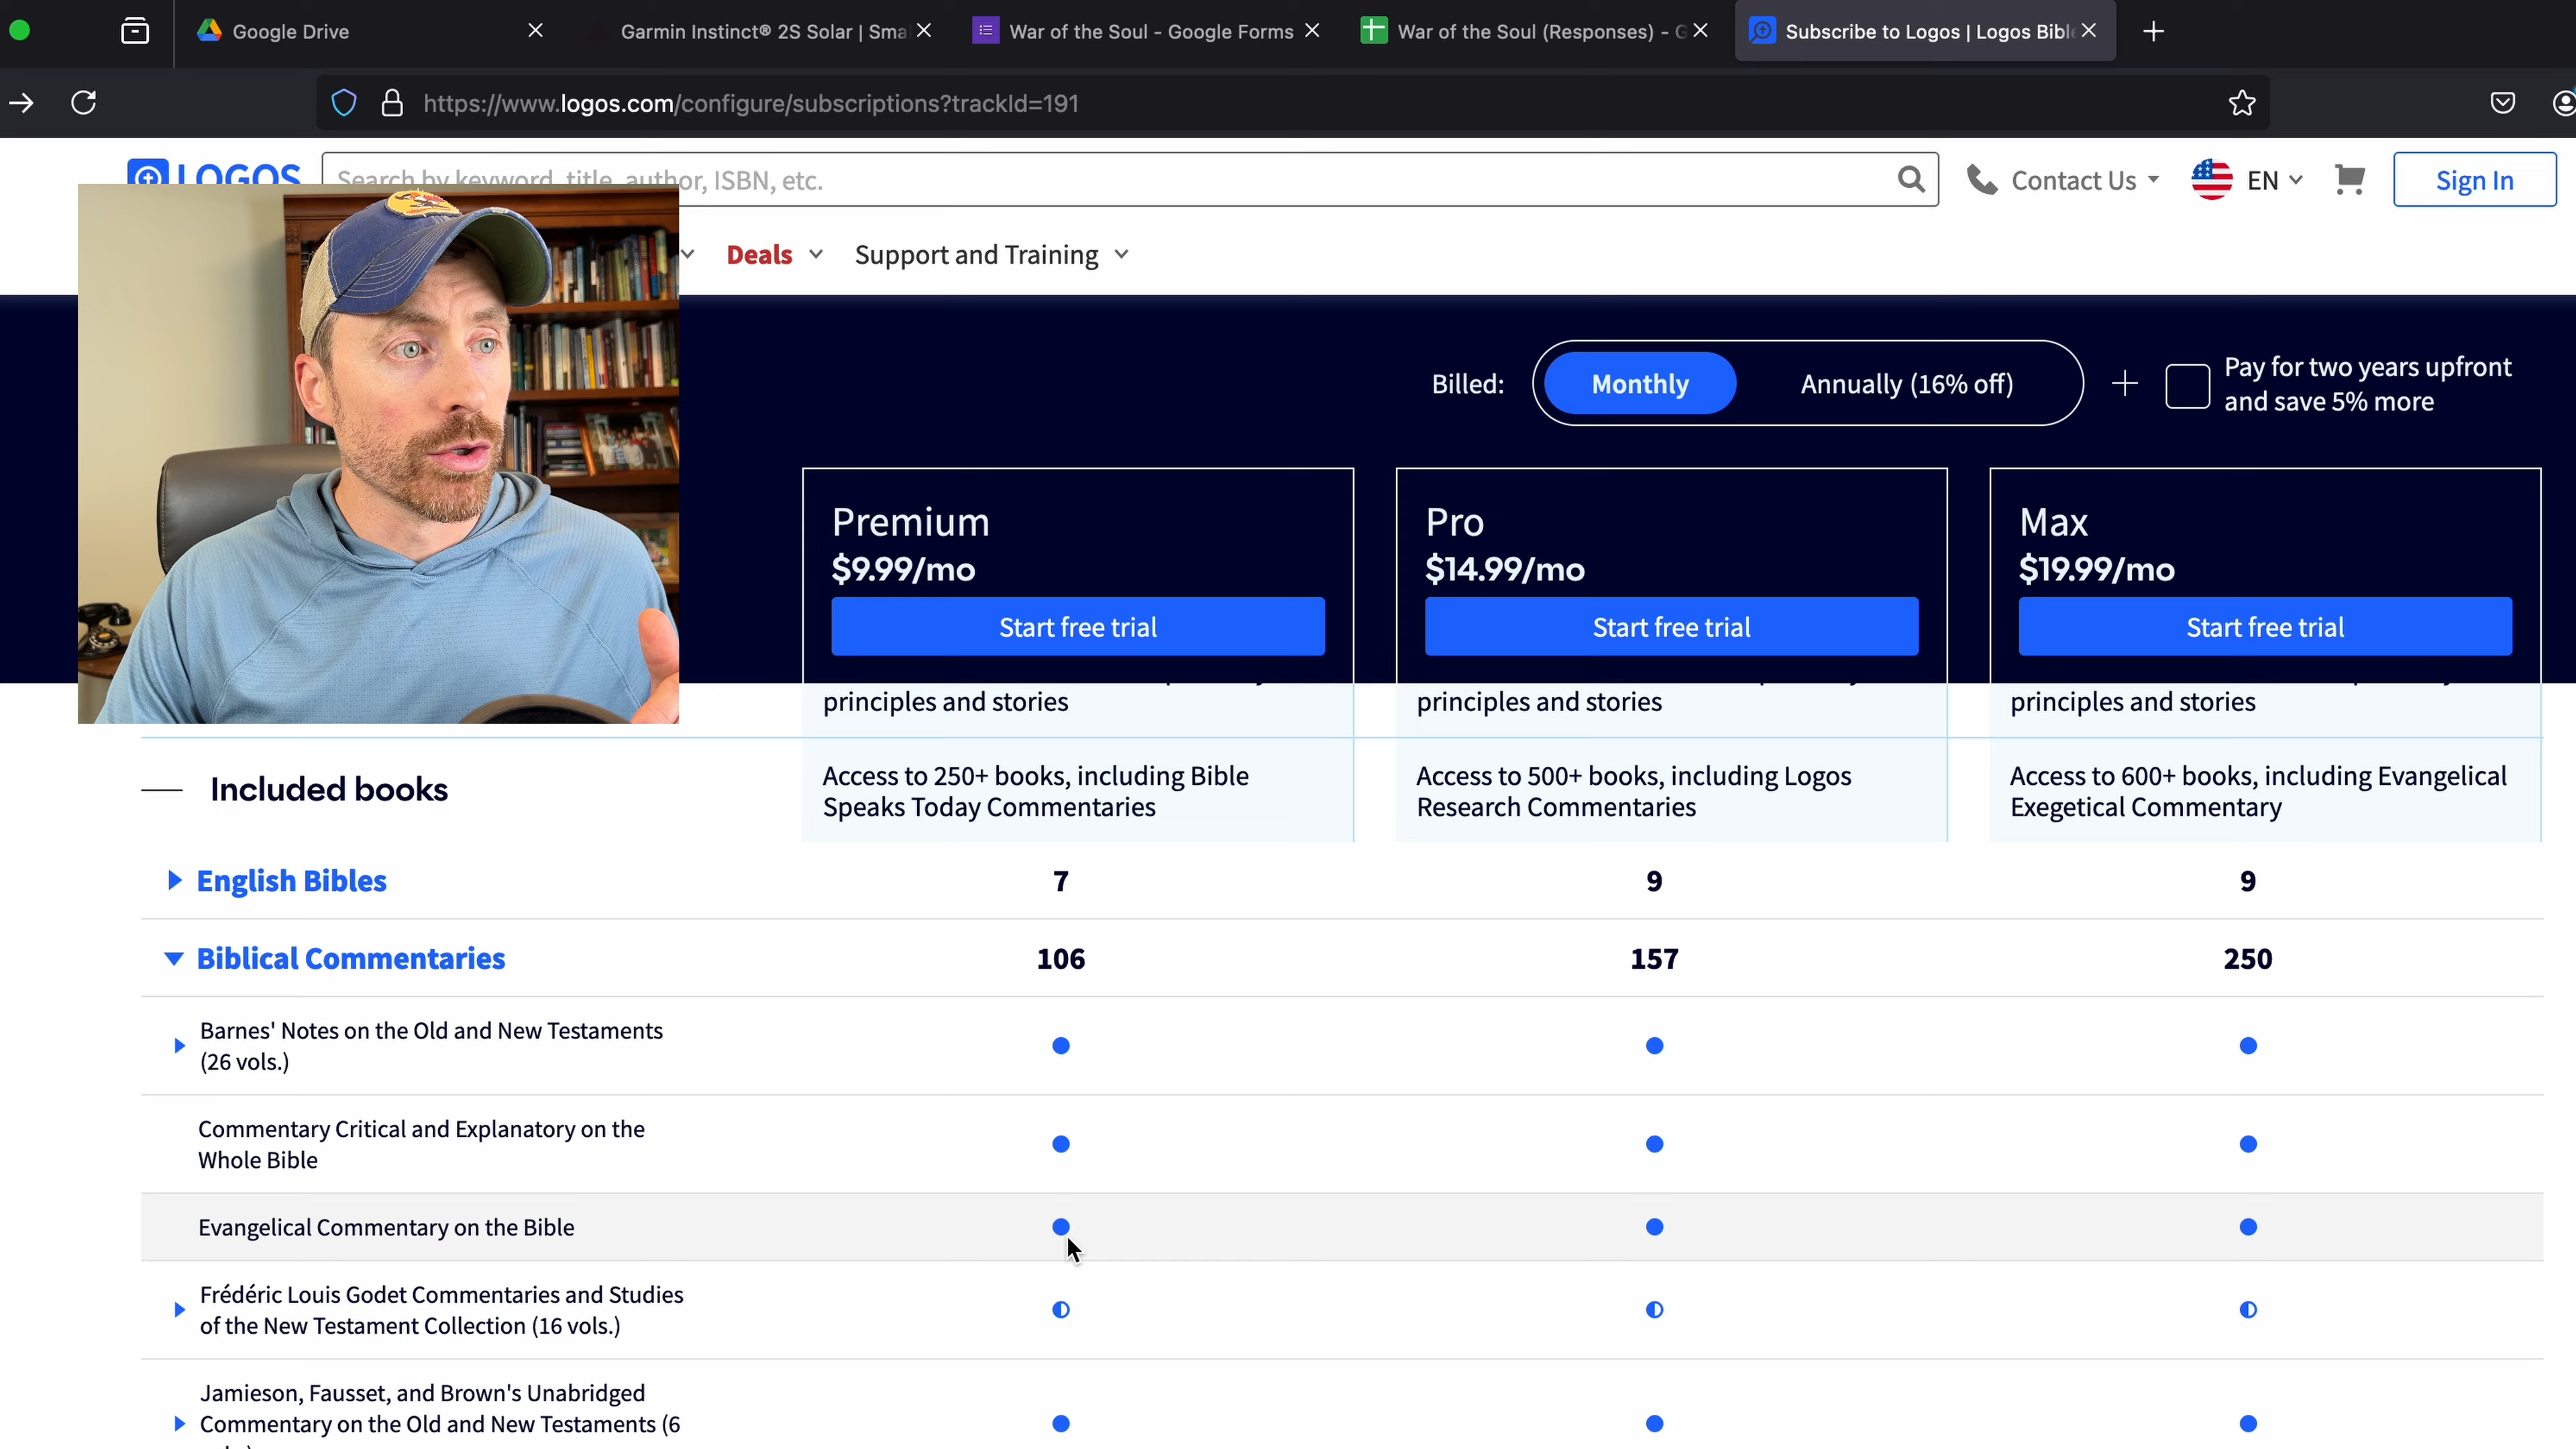 Google Drive
Garmin Instinct® 2S Solar | Sma
War of the Soul - Google Forms
War of the Soul (Responses) - G
Subscribe to Logos | Logos Bibl
https://www.logos.com/configure/subscriptions?trackId=191
LOGOS
Search by keyword, title, author, ISBN, etc.
Contact Us
EN
Sign In
Deals
Support and Training
Billed:
Monthly
Annually (16% off)
Pay for two years upfront
and save 5% more
Premium
$9.99/mo
Start free trial
Pro
$14.99/mo
Start free trial
Max
$19.99/mo
Start free trial
principles and stories
principles and stories
principles and stories
Included books
Access to 250+ books, including Bible
Speaks Today Commentaries
Access to 500+ books, including Logos
Research Commentaries
Access to 600+ books, including Evangelical
Exegetical Commentary
English Bibles
7
9
9
Biblical Commentaries
106
157
250
Barnes' Notes on the Old and New Testaments
(26 vols.)
Commentary Critical and Explanatory on the
Whole Bible
Evangelical Commentary on the Bible
Frédéric Louis Godet Commentaries and Studies
of the New Testament Collection (16 vols.)
Jamieson, Fausset, and Brown's Unabridged
Commentary on the Old and New Testaments (6